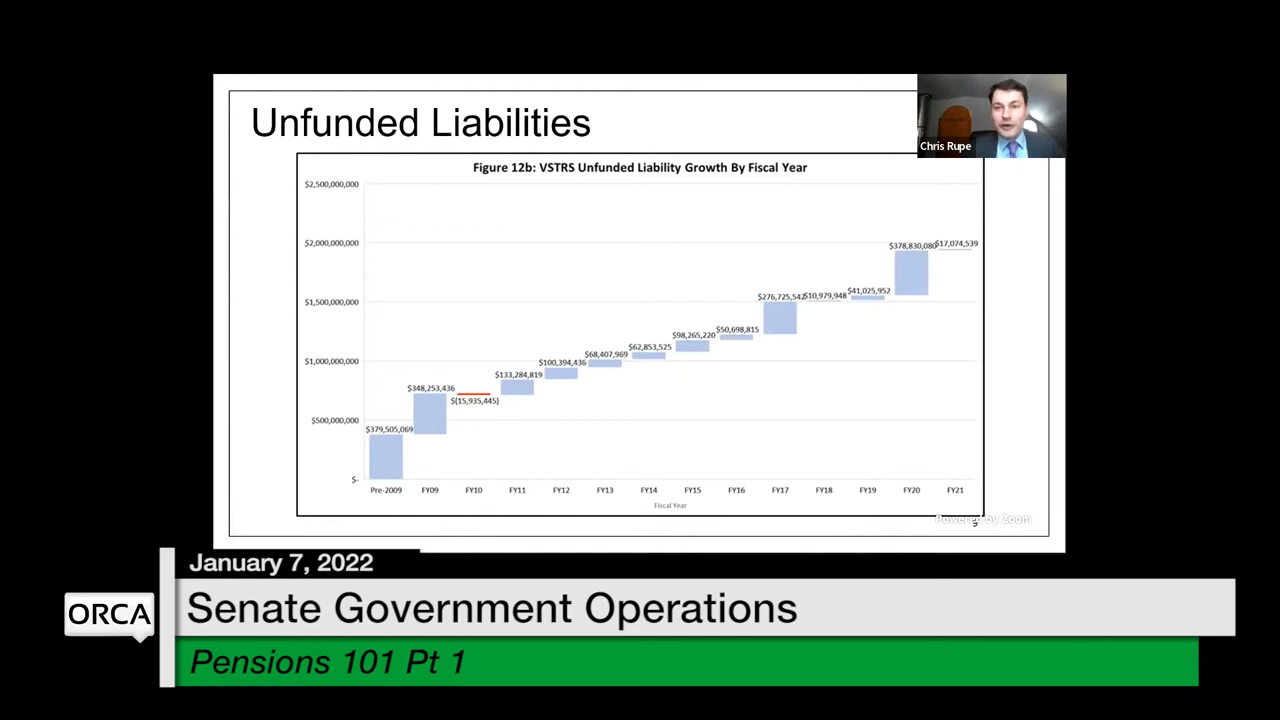 Unfunded Liabilities
Chris Rupe
Figure 12b: VSTRS Unfunded Liability Growth By Fiscal Year
$2,500,000,000
$2,000,000,000
$1,500,000,000
$1,000,000,000
$500,000,000
$-
$379,505,069
$348,253,436
$(15,935,445)
$133,284,819
$100,394,436
$68,407,969
$62,853,525
$98,265,220
$50,698,815
$276,725,542
$10,979,948
$41,025,952
$378,830,080
$17,074,539
Pre-2009 FY09 FY10 FY11 FY12 FY13 FY14 FY15 FY16 FY17 FY18 FY19 FY20 FY21
Fiscal Year
Powered by Zoom
January 7, 2022
ORCA
Senate Government Operations
Pensions 101 Pt 1